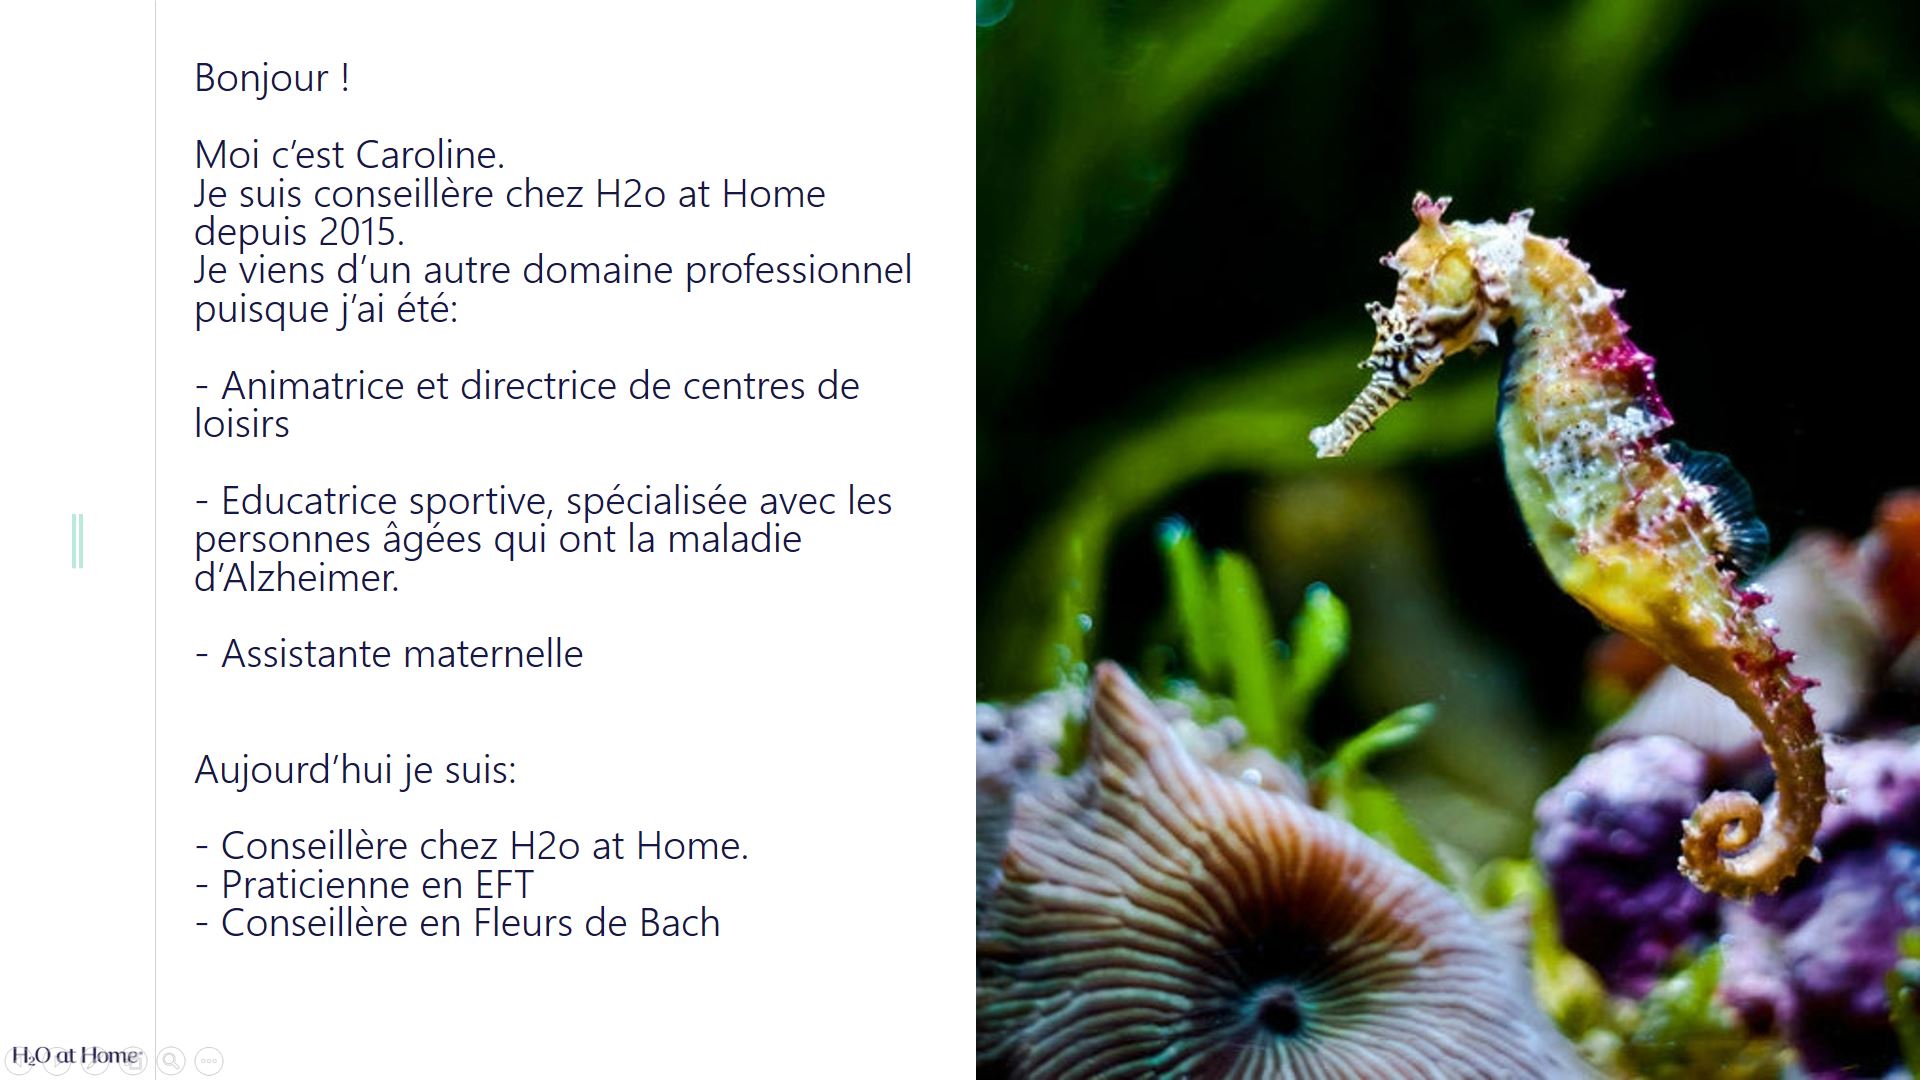 Bonjour !
Moi c’est Caroline.
Je suis conseillère chez H2o at Home
depuis 2015.
Je viens d’un autre domaine professionnel
puisque j’ai été:
- Animatrice et directrice de centres de
loisirs
- Educatrice sportive, spécialisée avec les
personnes âgées qui ont la maladie
d’Alzheimer.
- Assistante maternelle
Aujourd’hui je suis:
- Conseillère chez H2o at Home.
- Praticienne en EFT
- Conseillère en Fleurs de Bach
H₂O at Home